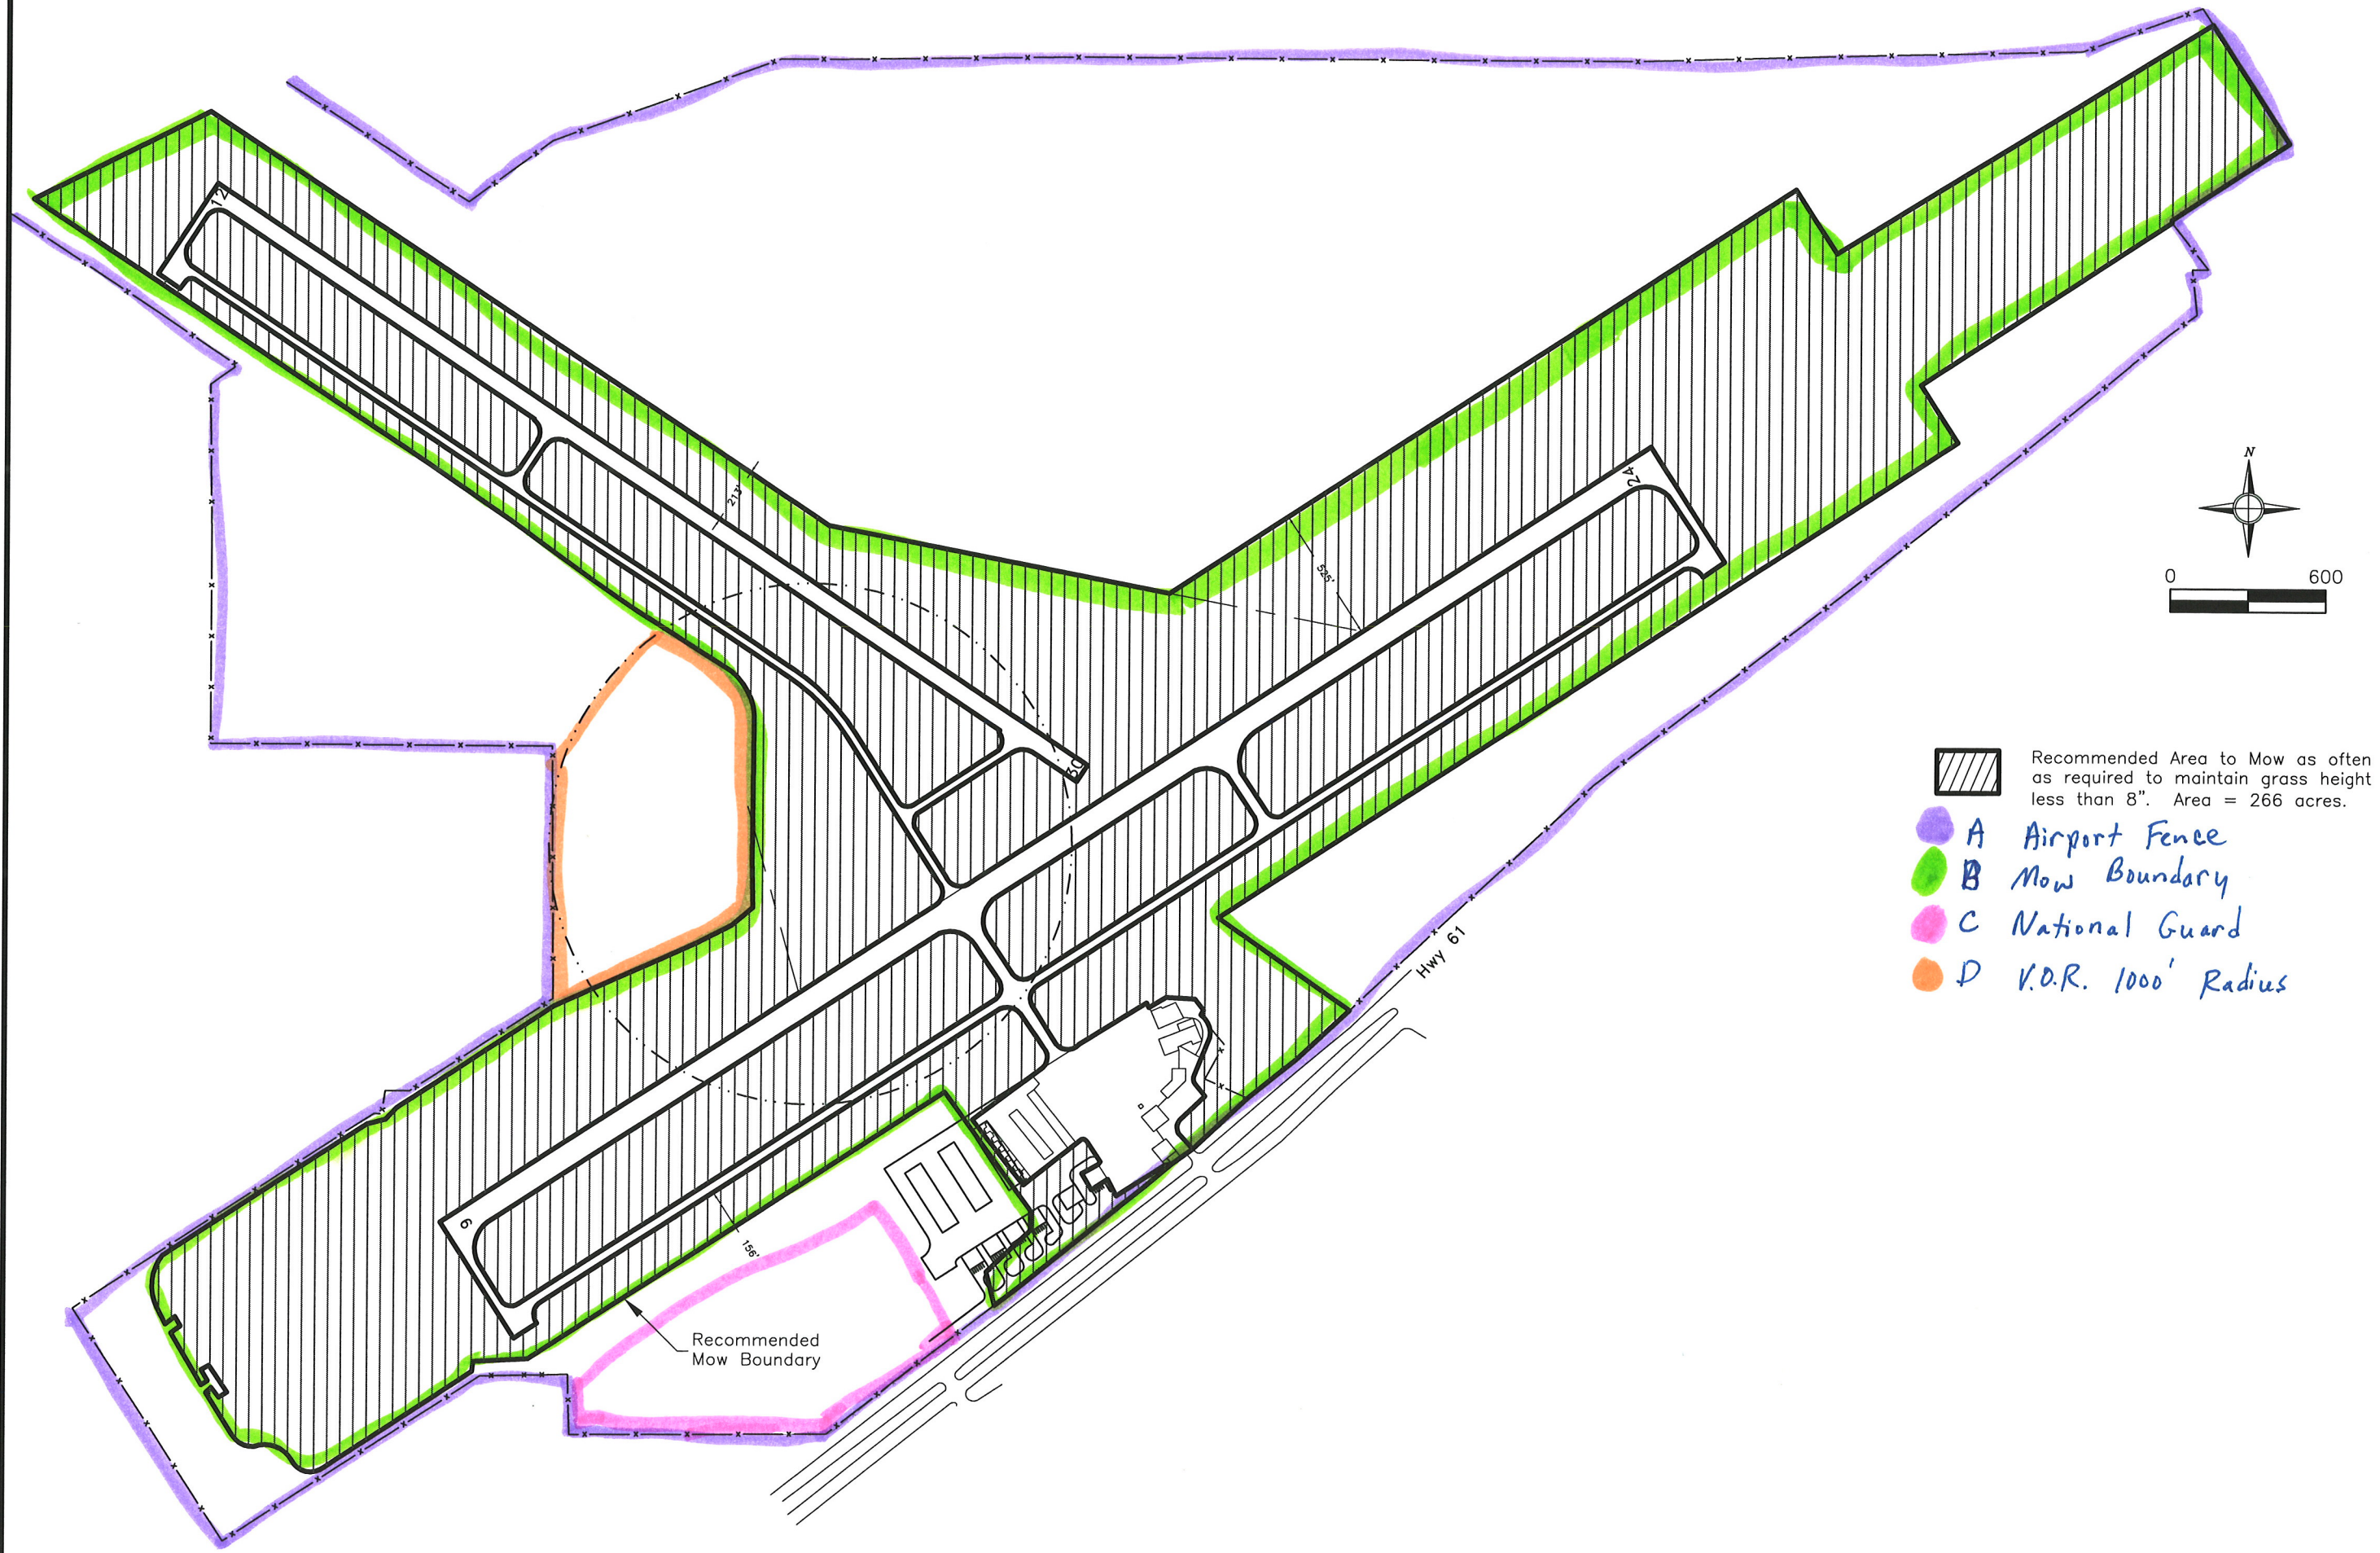 12
213'
24
525'
N
0 600
30
Recommended Area to Mow as often
as required to maintain grass height
less than 8". Area = 266 acres.
A Airport Fence
B Mow Boundary
C National Guard
D V.O.R. 1000' Radius
Hwy 61
6
156'
Recommended
Mow Boundary